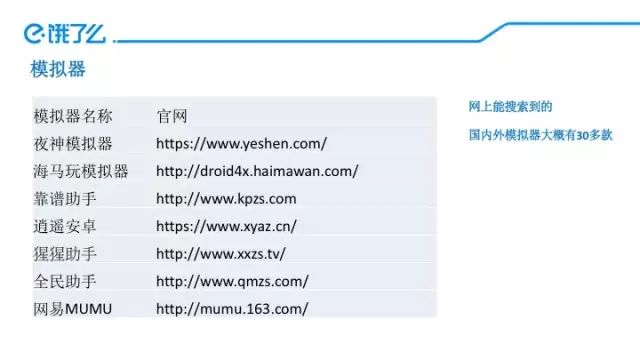 饿了么
模拟器
模拟器名称 官网
夜神模拟器 https://www.yeshen.com/
海马玩模拟器 http://droid4x.haimawan.com/
靠谱助手 http://www.kpzs.com
逍遥安卓 https://www.xyaz.cn/
猩猩助手 http://www.xxzs.tv/
全民助手 http://www.qmzs.com/
网易MUMU http://mumu.163.com/
网上能搜索到的
国内外模拟器大概有30多款